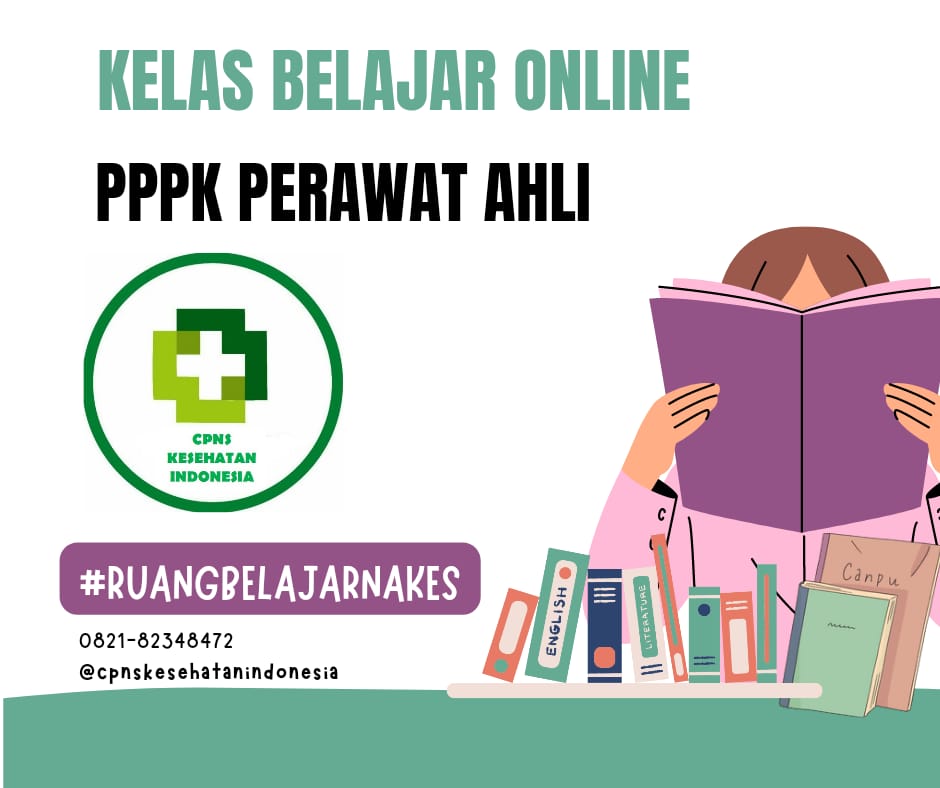 KELAS BELAJAR ONLINE
PPPK PERAWAT AHLI
CPNS
KESEHATAN
INDONESIA
#RUANGBELAJARNAKES
0821-82348472
@cpnskesehatanindonesia
ENGLISH
LITERATURE
Canpu